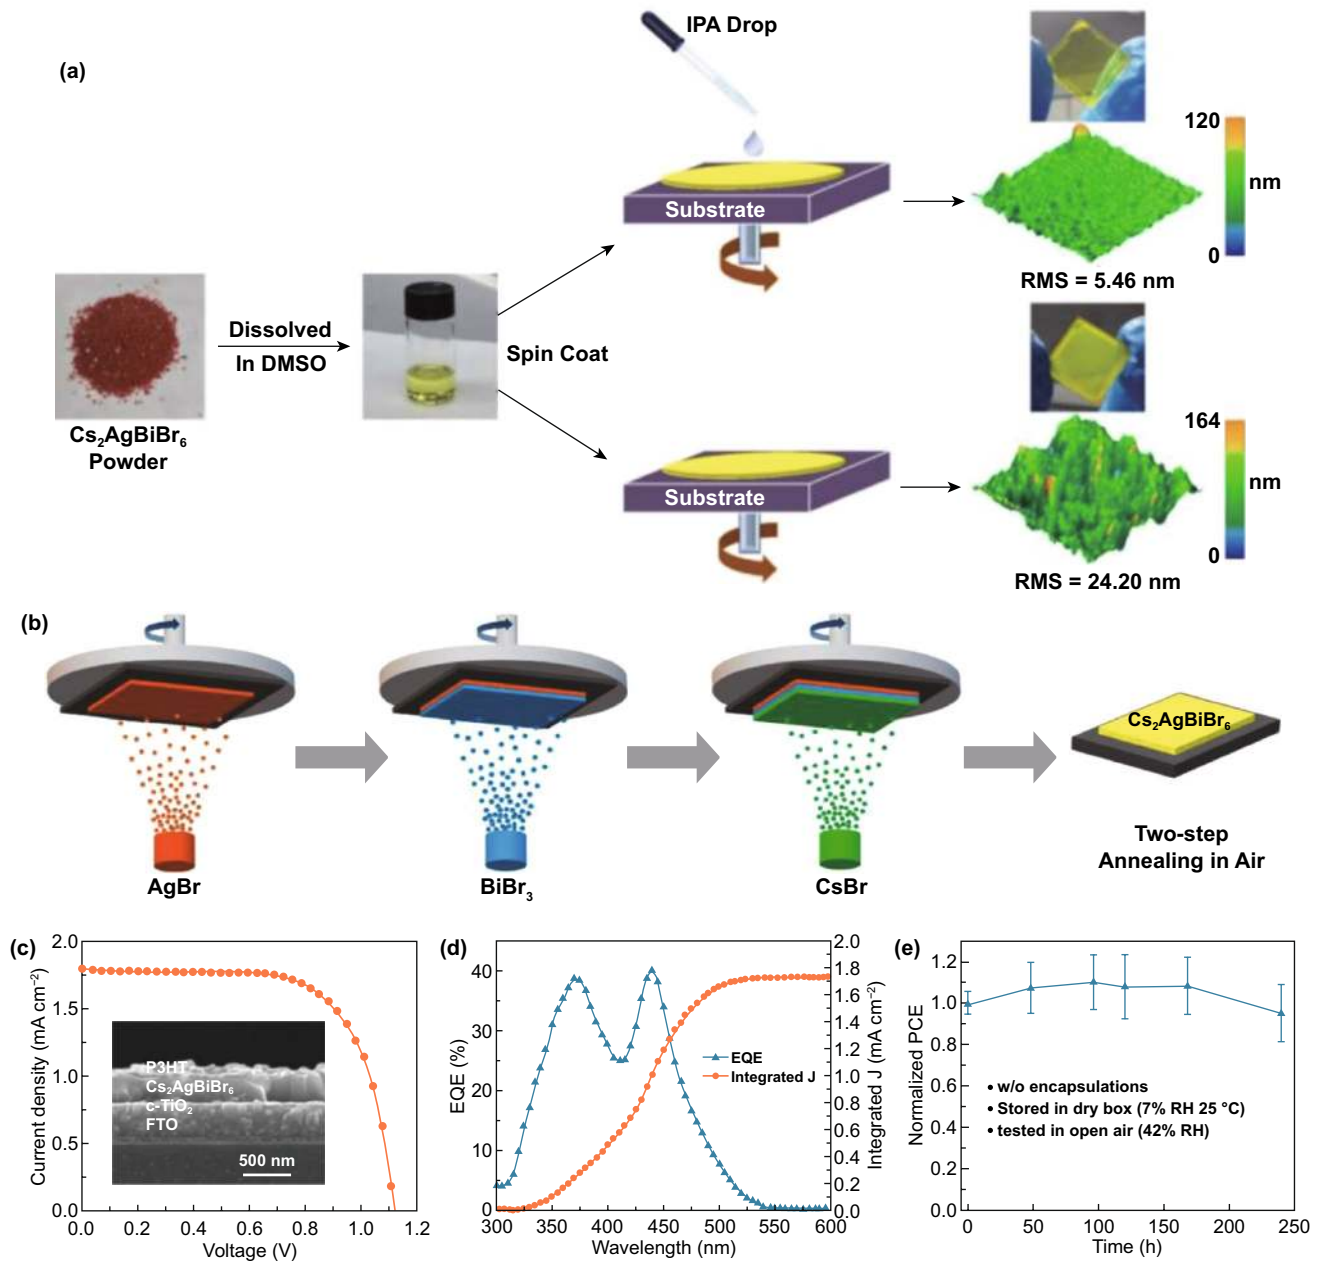 (a)
IPA Drop
120
nm
0
Substrate
RMS = 5.46 nm
Dissolved
In DMSO
Spin Coat
Cs₂AgBiBr₆
Powder
164
nm
0
Substrate
RMS = 24.20 nm
(b)
Cs₂AgBiBr₆
Two-step
Annealing in Air
AgBr
BiBr₃
CsBr
(c)
2.0
1.5
1.0
0.5
0.0
Current density (mA cm⁻²)
P3HT
Cs₂AgBiBr₆
c-TiO₂
FTO
500 nm
0.0 0.2 0.4 0.6 0.8 1.0 1.2
Voltage (V)
(d)
40
30
20
10
0
EQE (%)
EQE
Integrated J
2.0
1.8
1.6
1.4
1.2
1.0
0.8
0.6
0.4
0.2
0.0
Integrated J (mA cm⁻²)
300 350 400 450 500 550 600
Wavelength (nm)
(e)
1.2
1.0
0.8
0.6
0.4
0.2
0.0
Normalized PCE
• w/o encapsulations
• Stored in dry box (7% RH 25 °C)
• tested in open air (42% RH)
0 50 100 150 200 250
Time (h)